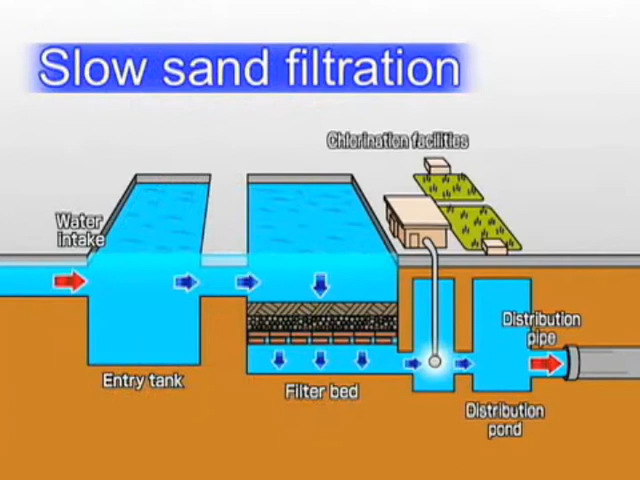 Slow sand filtration
Chlorination facilities
Water
intake
Distribution
pipe
Entry tank
Filter bed
Distribution
pond